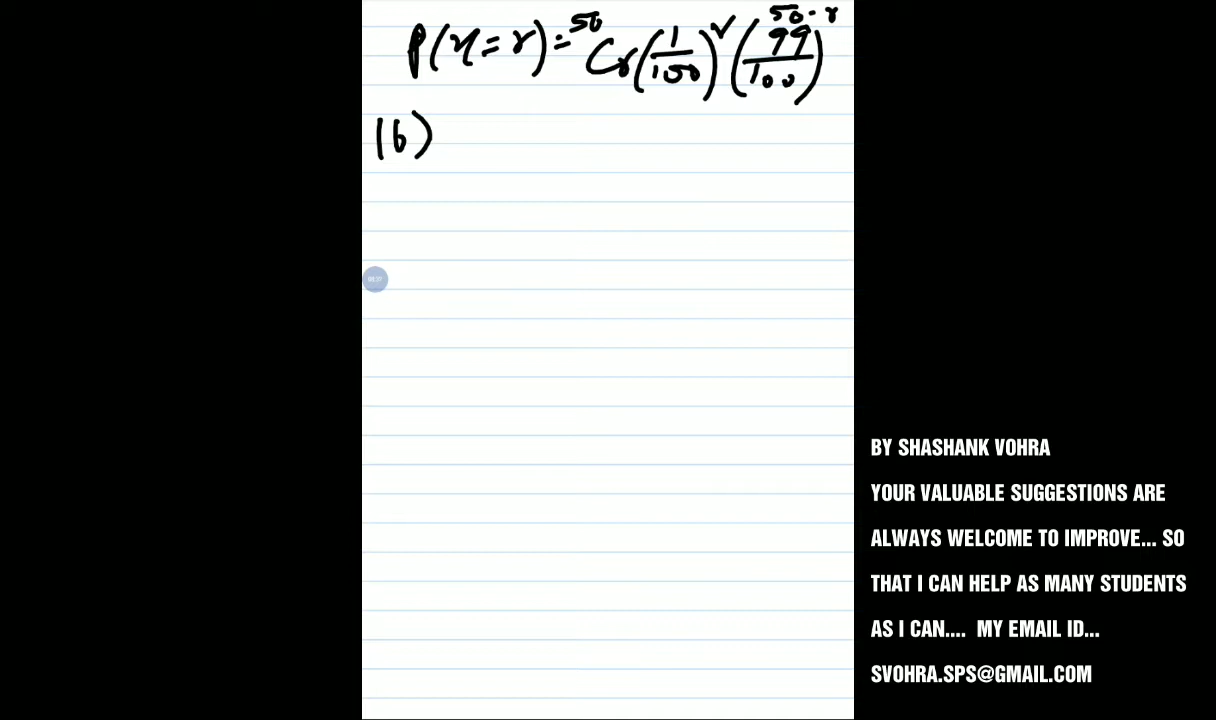 P(x=r)=⁵⁰Cr(1/100)^r(99/100)^50-r
(b)
BY SHASHANK VOHRA
YOUR VALUABLE SUGGESTIONS ARE
ALWAYS WELCOME TO IMPROVE... SO
THAT I CAN HELP AS MANY STUDENTS
AS I CAN.... MY EMAIL ID...
SVOHRA.SPS@GMAIL.COM